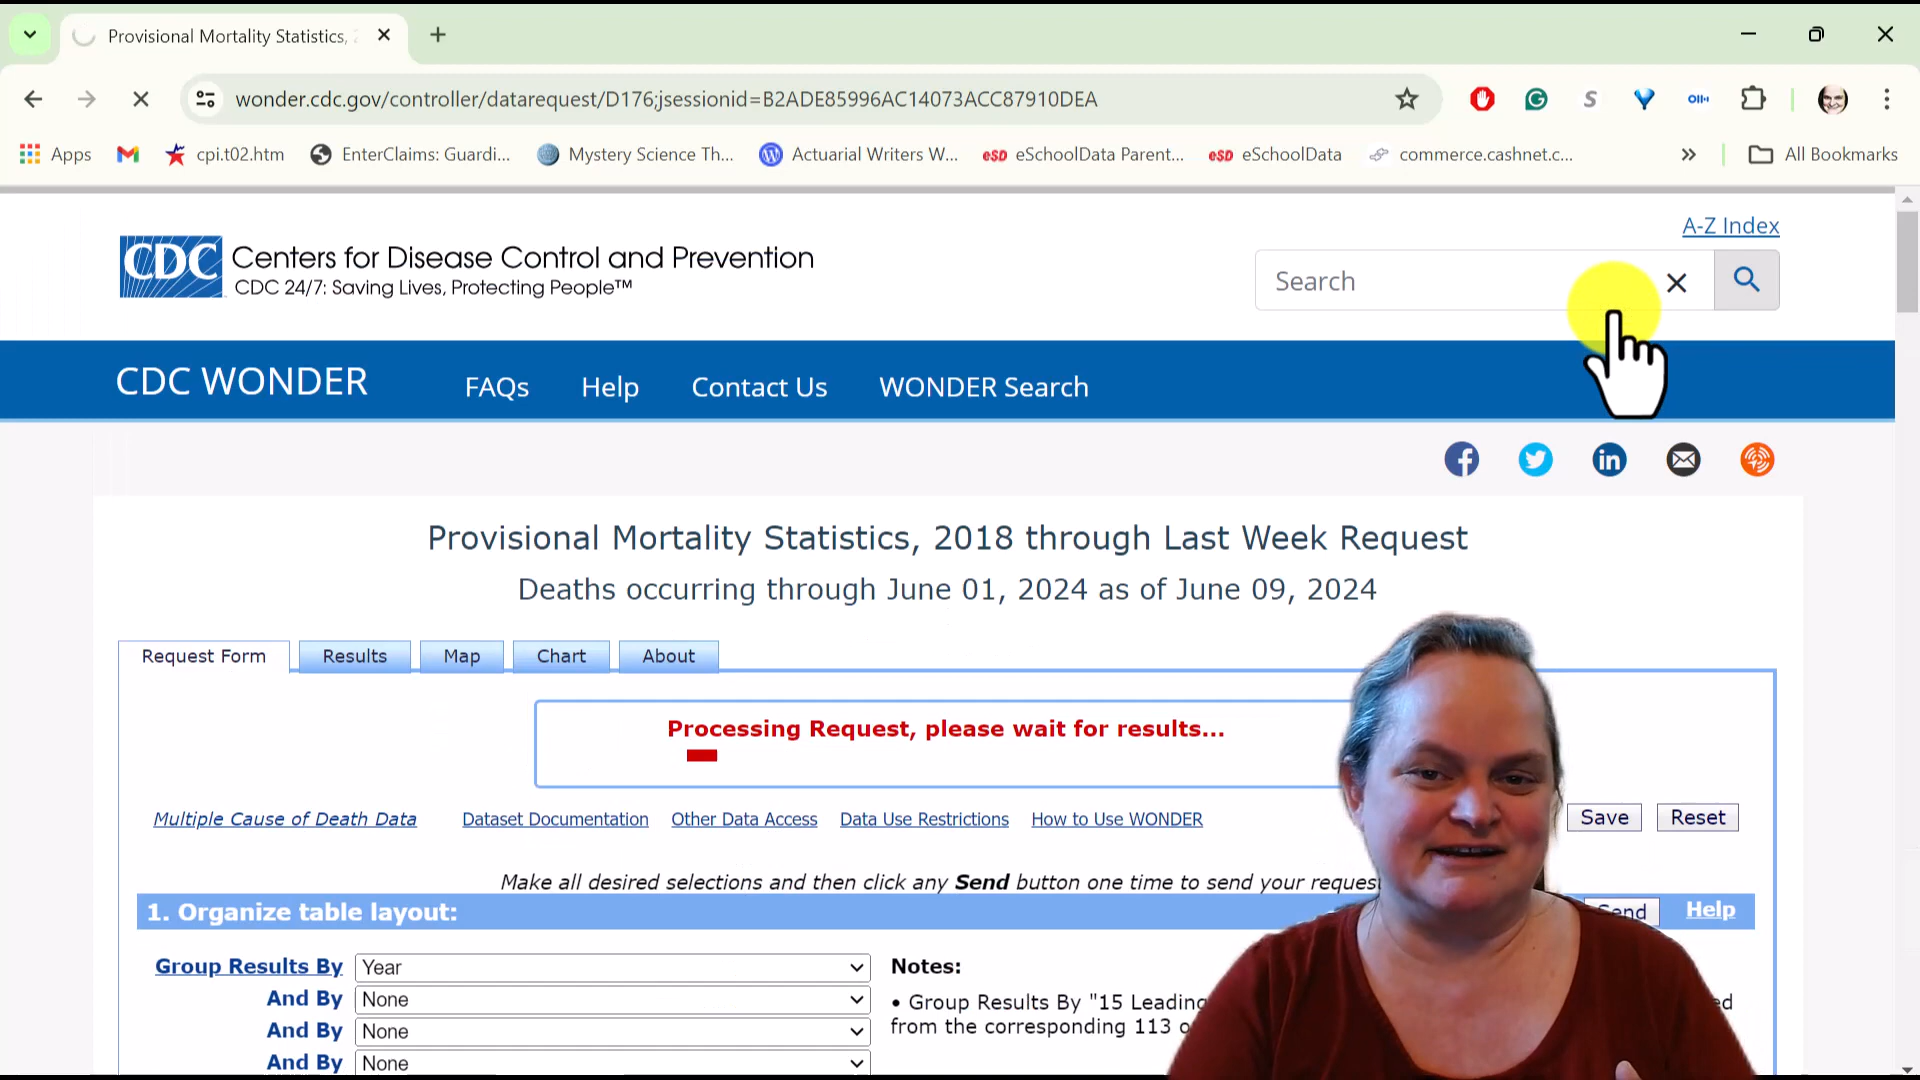 Provisional Mortality Statistics, 2
wonder.cdc.gov/controller/datarequest/D176;jsessionid=B2ADE85996AC14073ACC87910DEA
Apps
cpi.t02.htm
EnterClaims: Guardi...
Mystery Science Th...
Actuarial Writers W...
esD eSchoolData Parent...
esD eSchoolData
commerce.cashnet.c...
All Bookmarks
A-Z Index
CDC Centers for Disease Control and Prevention
CDC 24/7: Saving Lives, Protecting People™
Search
CDC WONDER
FAQs
Help
Contact Us
WONDER Search
Provisional Mortality Statistics, 2018 through Last Week Request
Deaths occurring through June 01, 2024 as of June 09, 2024
Request Form
Results
Map
Chart
About
Processing Request, please wait for results...
Multiple Cause of Death Data
Dataset Documentation
Other Data Access
Data Use Restrictions
How to Use WONDER
Save
Reset
Make all desired selections and then click any Send button one time to send your request
1. Organize table layout:
Send
Help
Group Results By Year
And By None
And By None
And By None
Notes:
• Group Results By "15 Leading
from the corresponding 113